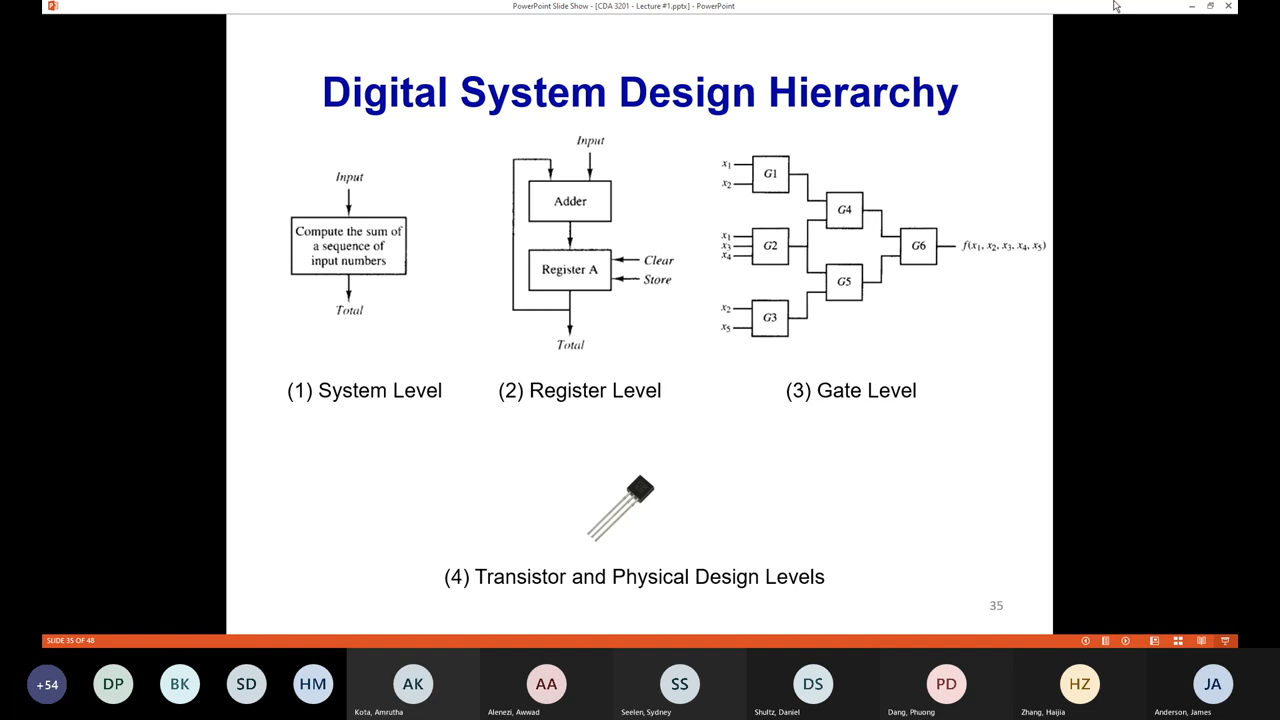 PowerPoint Slide Show - [CDA 3201 - Lecture #1.pptx] - PowerPoint
Digital System Design Hierarchy
Input
Compute the sum of
a sequence of
input numbers
Total
(1) System Level
Input
Adder
Register A
Clear
Store
Total
(2) Register Level
x1
x2
G1
x1
x3
x4
G2
x2
x5
G3
G4
G5
G6
f(x1, x2, x3, x4, x5)
(3) Gate Level
(4) Transistor and Physical Design Levels
35
SLIDE 35 OF 48
+54
DP
BK
SD
HM
AK
Kota, Amrutha
AA
Alenezi, Awwad
SS
Seelen, Sydney
DS
Shultz, Daniel
PD
Dang, Phuong
HZ
Zhang, Haijia
JA
Anderson, James